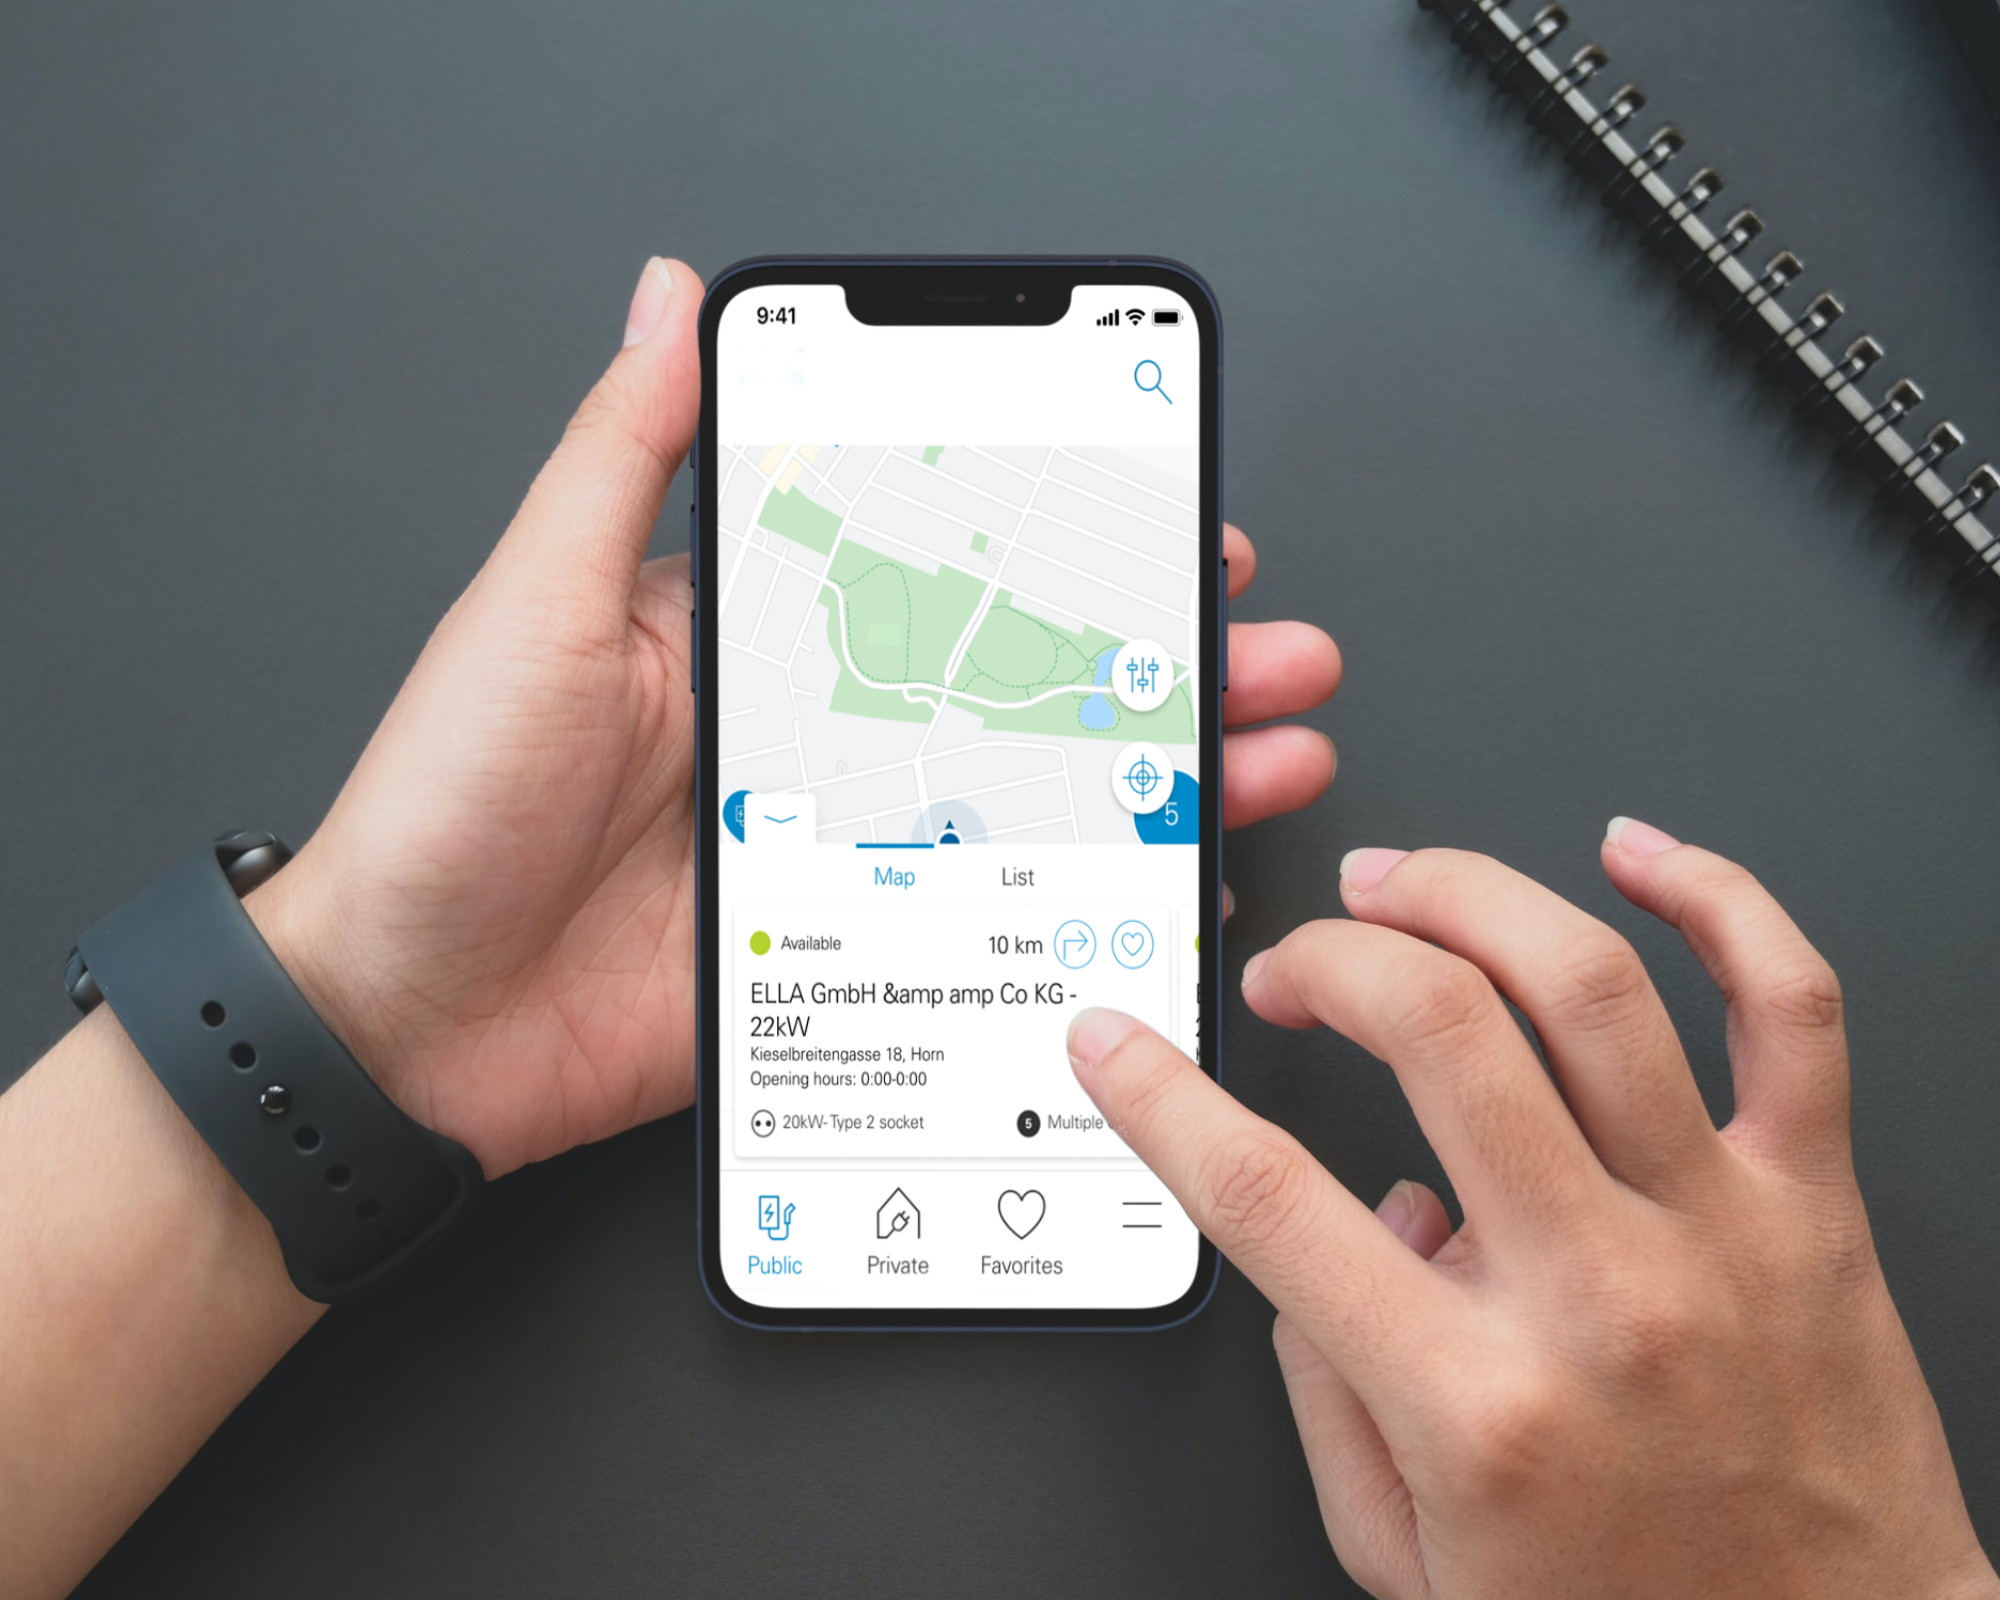 9:41
5
Map
List
Available
10 km
ELLA GmbH &amp amp Co KG -
22kW
Kieselbreitengasse 18, Horn
Opening hours: 0:00-0:00
20kW-Type 2 socket
5 Multiple
Public
Private
Favorites